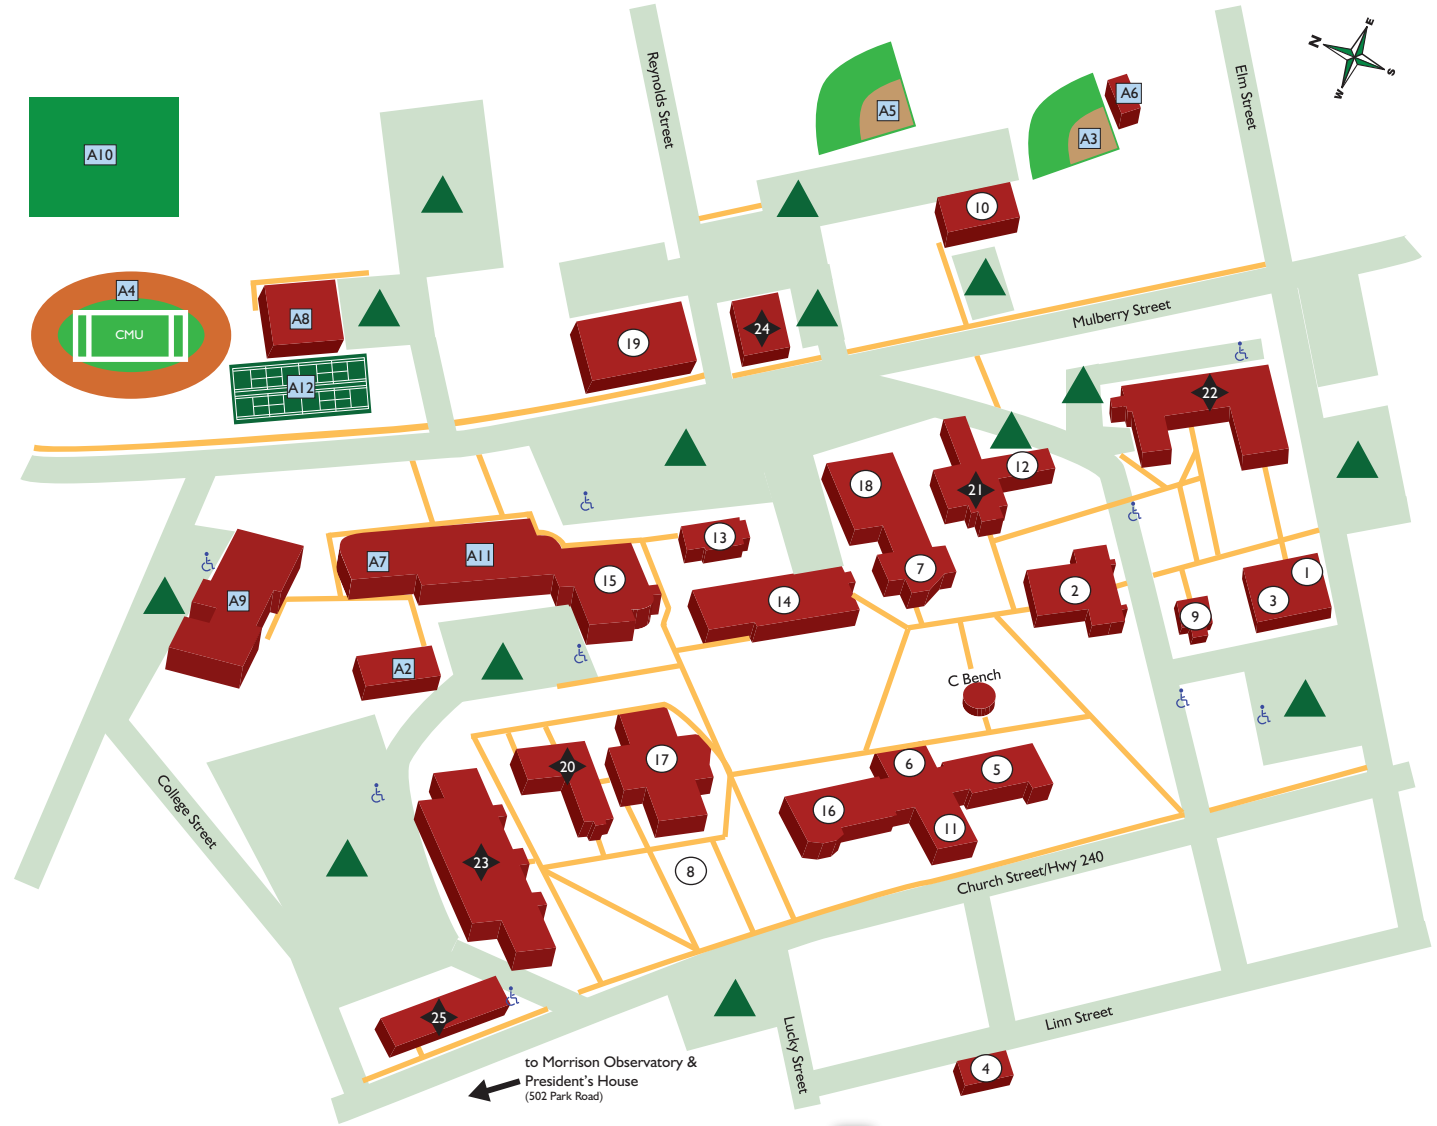 N
E
S
W
Reynolds Street
Elm Street
A10
A5
A6
A3
10
A4
CMU
A8
A12
19
24
Mulberry Street
22
18
12
21
13
A7
A11
15
7
14
2
1
3
9
A9
A2
C Bench
17
20
6
5
16
11
College Street
23
8
Church Street/Hwy 240
25
Lucky Street
Linn Street
4
to Morrison Observatory &
President's House
(502 Park Road)